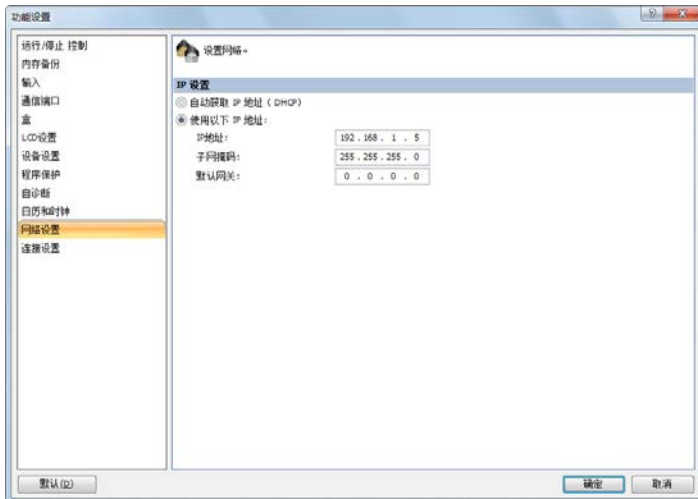 功能设置
运行/停止 控制
内存备份
输入
通信端口
盒
LCD设置
设备设置
程序保护
自诊断
日历和时钟
网络设置
连接设置
设置网络。
IP 设置
自动获取 IP 地址 ( DHCP)
使用以下 IP 地址:
IP地址: 192 . 168 . 1 . 5
子网掩码: 255 . 255 . 255 . 0
默认网关: 0 . 0 . 0 . 0
默认(D) 确定 取消